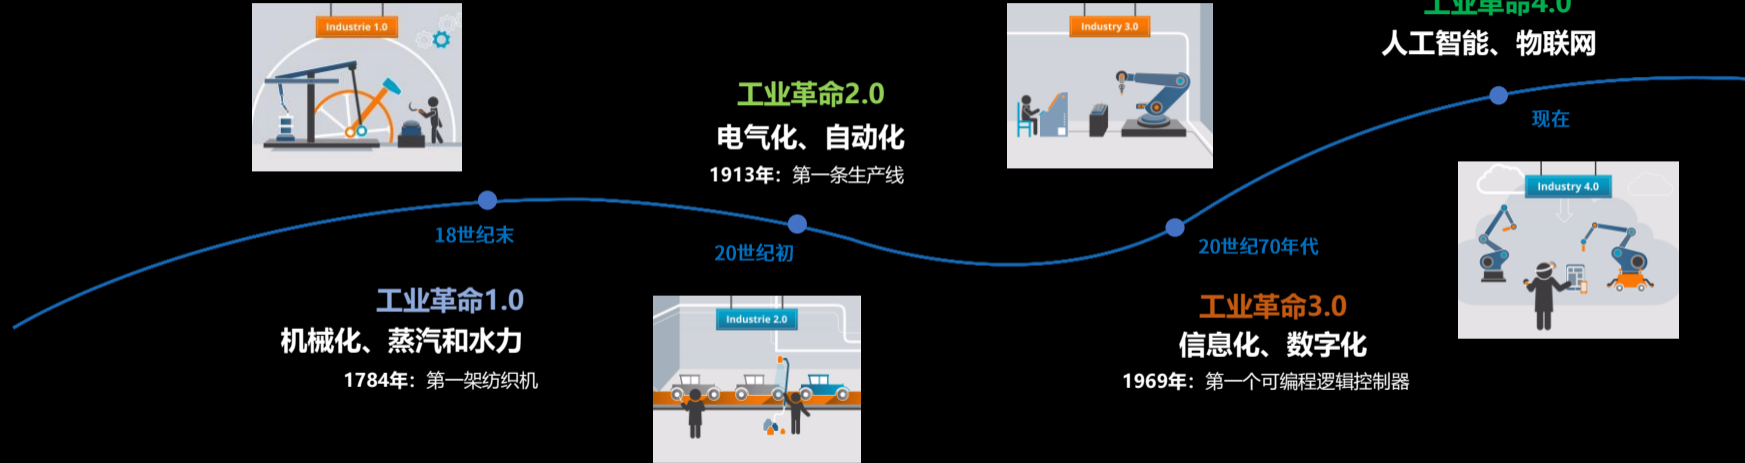 Industrie 1.0
18世纪末
工业革命1.0
机械化、蒸汽和水力
1784年：第一架纺织机
工业革命2.0
电气化、自动化
1913年：第一条生产线
20世纪初
Industrie 2.0
Industry 3.0
20世纪70年代
工业革命3.0
信息化、数字化
1969年：第一个可编程逻辑控制器
工业革命4.0
人工智能、物联网
现在
Industry 4.0